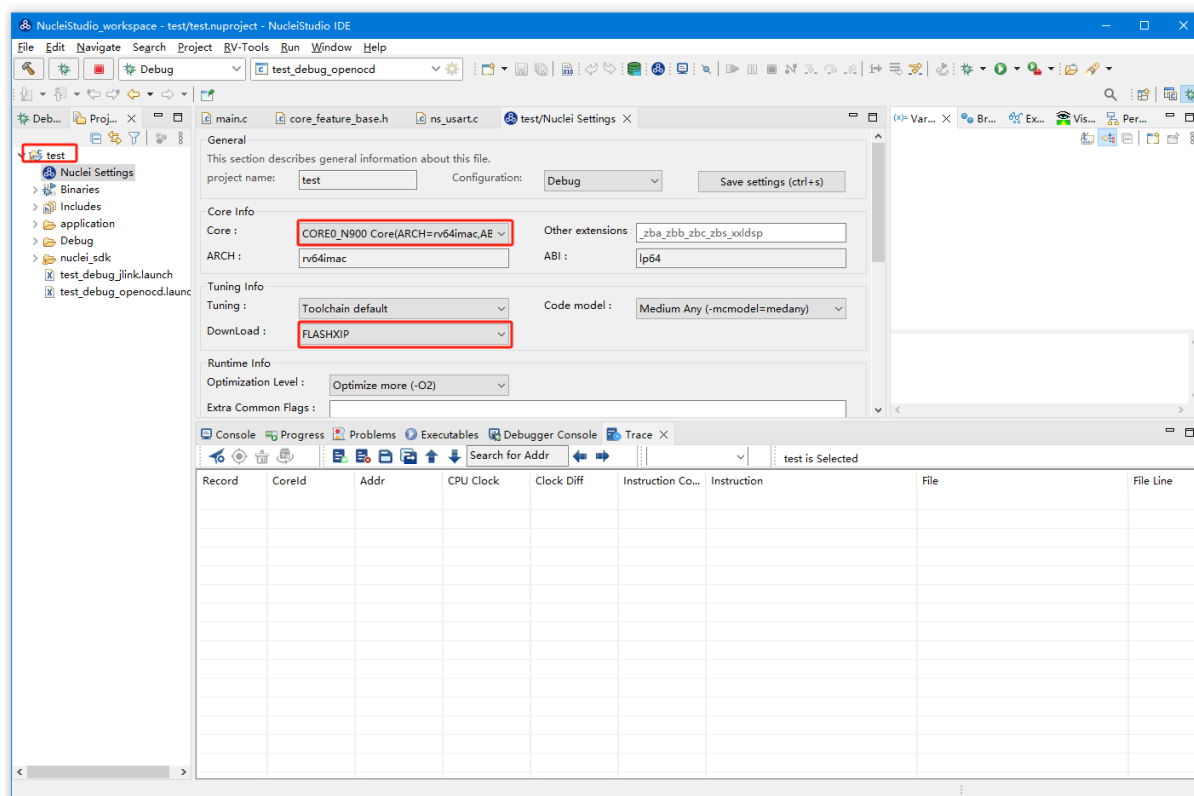 NucleiStudio_workspace - test/test.nuproject - NucleiStudio IDE
File Edit Navigate Search Project RV-Tools Run Window Help
Debug test_debug_openocd
Deb... Proj... main.c core_feature_base.h ns_usart.c test/Nuclei Settings (x)= Var... Br... Ex... Vis... Per...
test
Nuclei Settings
Binaries
Includes
application
Debug
nuclei_sdk
test_debug_jlink.launch
test_debug_openocd.launc
General
This section describes general information about this file.
project name: test Configuration: Debug Save settings (ctrl+s)
Core Info
Core : CORE0_N900 Core(ARCH=rv64imac,AE Other extensions _zba_zbb_zbc_zbs_xxldsp
ARCH : rv64imac ABI : lp64
Tuning Info
Tuning : Toolchain default Code model : Medium Any (-mcmodel=medany)
DownLoad : FLASHXIP
Runtime Info
Optimization Level : Optimize more (-O2)
Extra Common Flags :
Console Progress Problems Executables Debugger Console Trace
Search for Addr test is Selected
Record CoreId Addr CPU Clock Clock Diff Instruction Co... Instruction File File Line